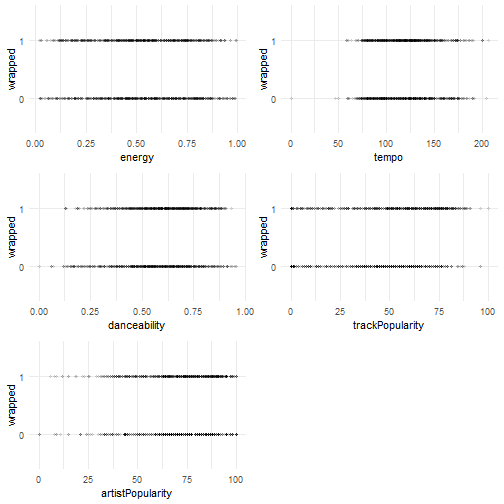 wrapped
1
0
0.00 0.25 0.50 0.75 1.00
energy
wrapped
1
0
0 50 100 150 200
tempo
wrapped
1
0
0.00 0.25 0.50 0.75 1.00
danceability
wrapped
1
0
0 25 50 75 100
trackPopularity
wrapped
1
0
0 25 50 75 100
artistPopularity